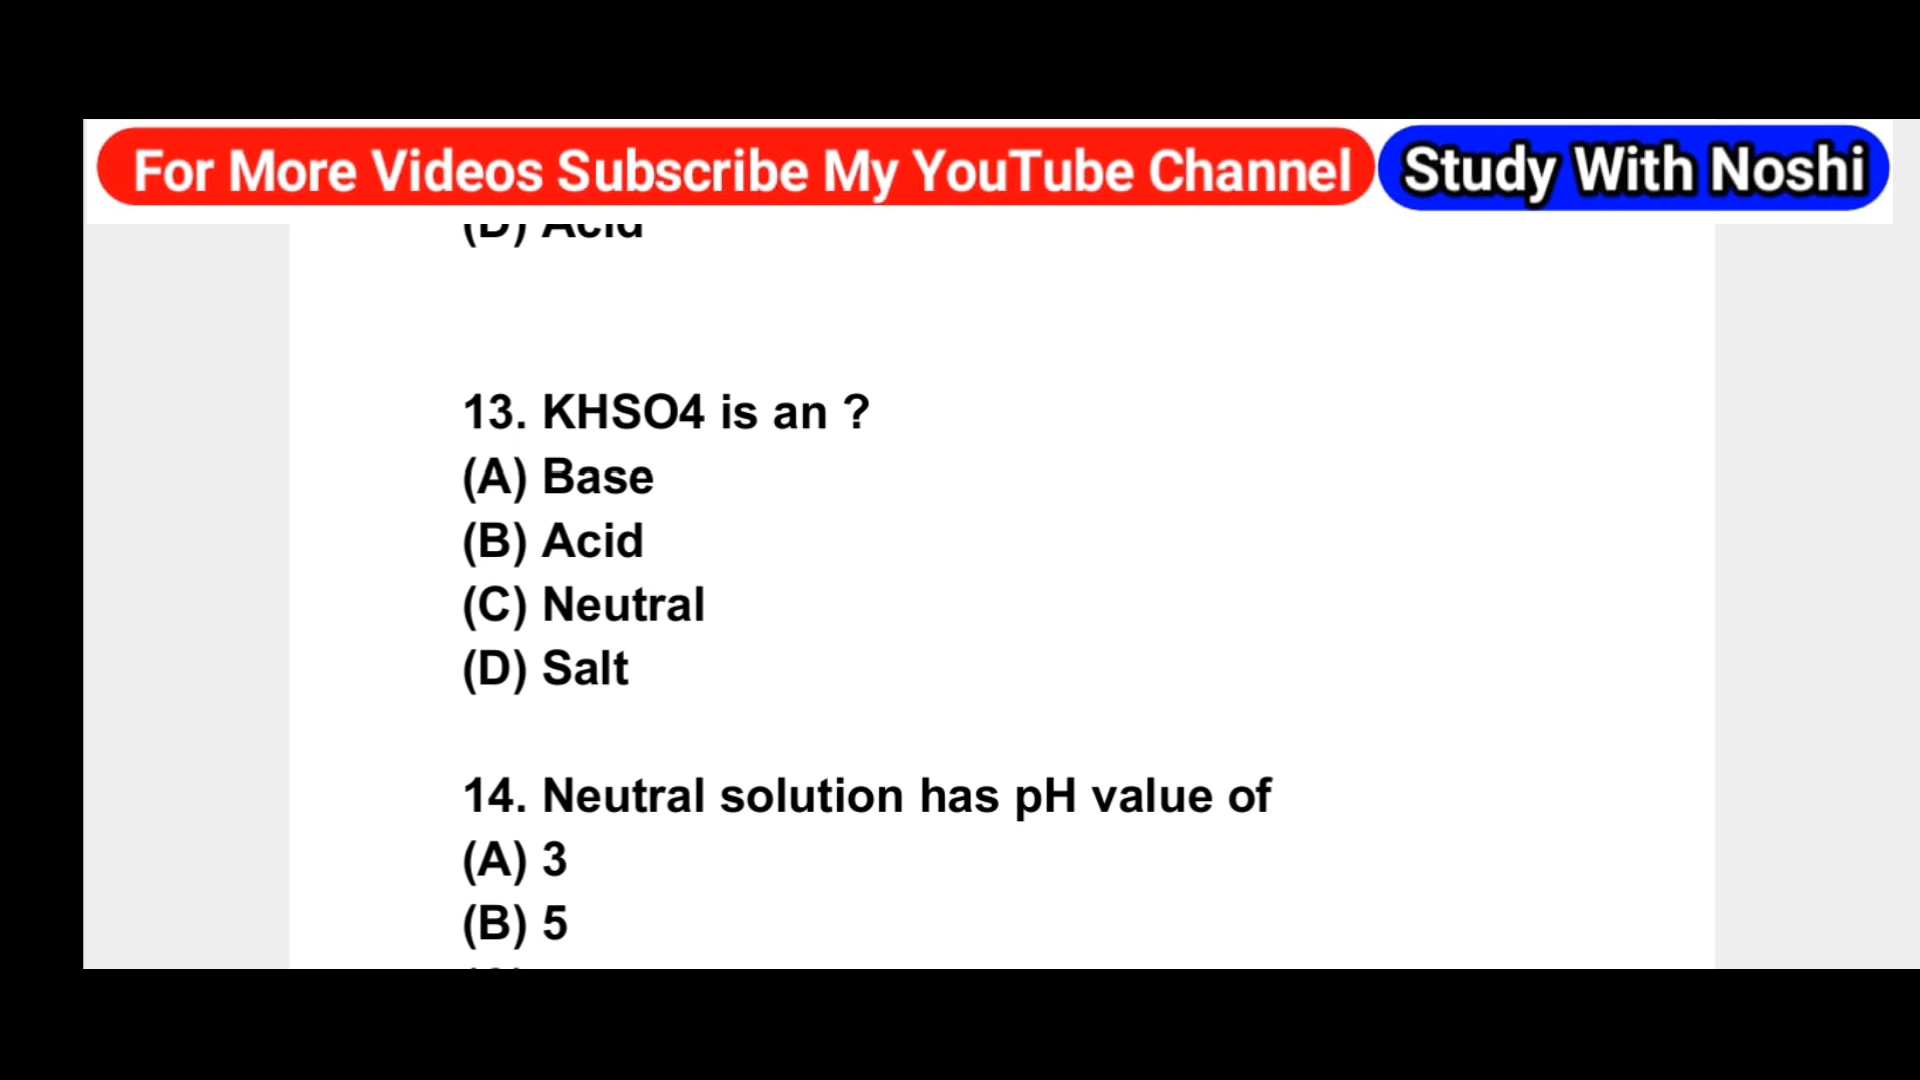 For More Videos Subscribe My YouTube Channel Study With Noshi
(D) Acid
13. KHSO4 is an ?
(A) Base
(B) Acid
(C) Neutral
(D) Salt
14. Neutral solution has pH value of
(A) 3
(B) 5